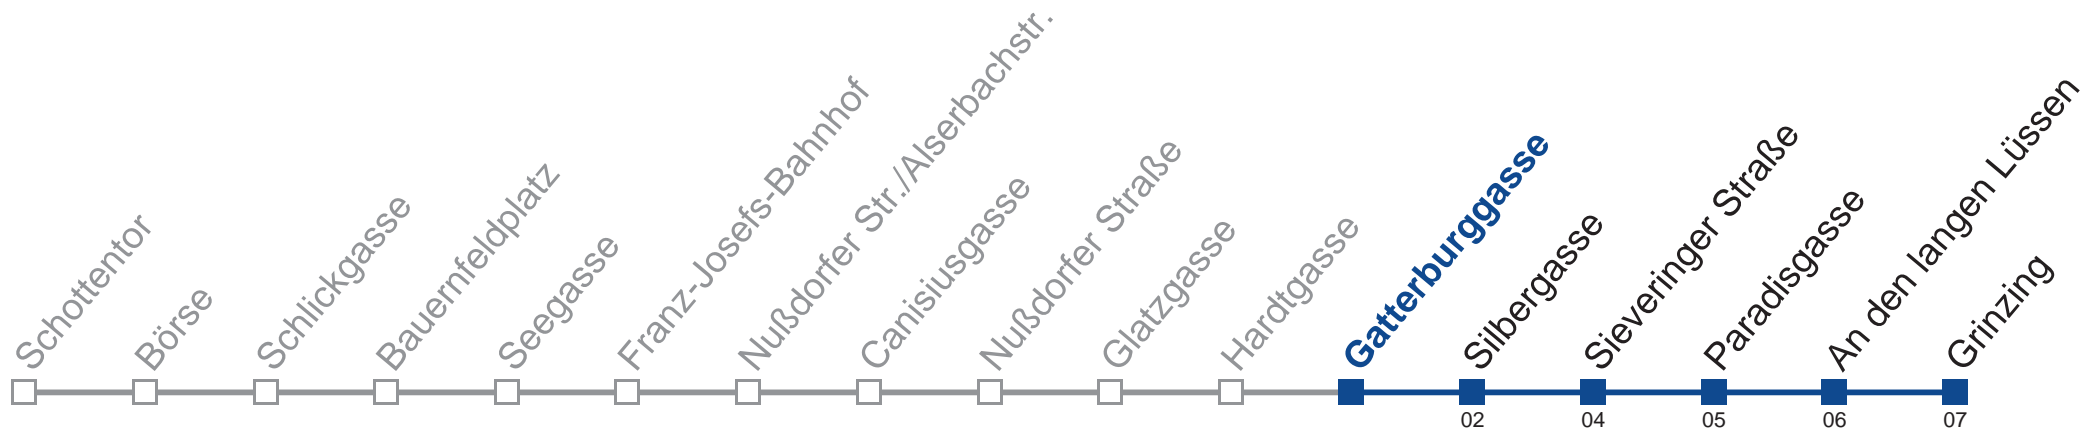 Schottentor
Börse
Schlickgasse
Bauernfeldplatz
Seegasse
Franz-Josefs-Bahnhof
Nußdorfer Str./Alserbachstr.
Canisiusgasse
Nußdorfer Straße
Glatzgasse
Hardtgasse
Gatterburggasse
Silbergasse
Sieveringer Straße
Paradisgasse
An den langen Lüssen
Grinzing
02
04
05
06
07